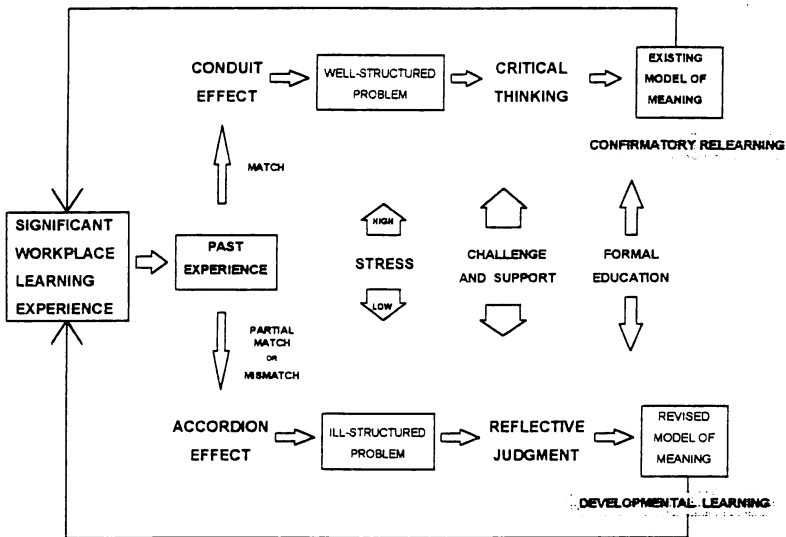 CONDUIT
EFFECT
WELL-STRUCTURED
PROBLEM
CRITICAL
THINKING
EXISTING
MODEL OF
MEANING
CONFIRMATORY RELEARNING
MATCH
SIGNIFICANT
WORKPLACE
LEARNING
EXPERIENCE
PAST
EXPERIENCE
HIGH
STRESS
LOW
CHALLENGE
AND SUPPORT
FORMAL
EDUCATION
PARTIAL
MATCH
OR
MISMATCH
ACCORDION
EFFECT
ILL-STRUCTURED
PROBLEM
REFLECTIVE
JUDGMENT
REVISED
MODEL OF
MEANING
DEVELOPMENTAL LEARNING